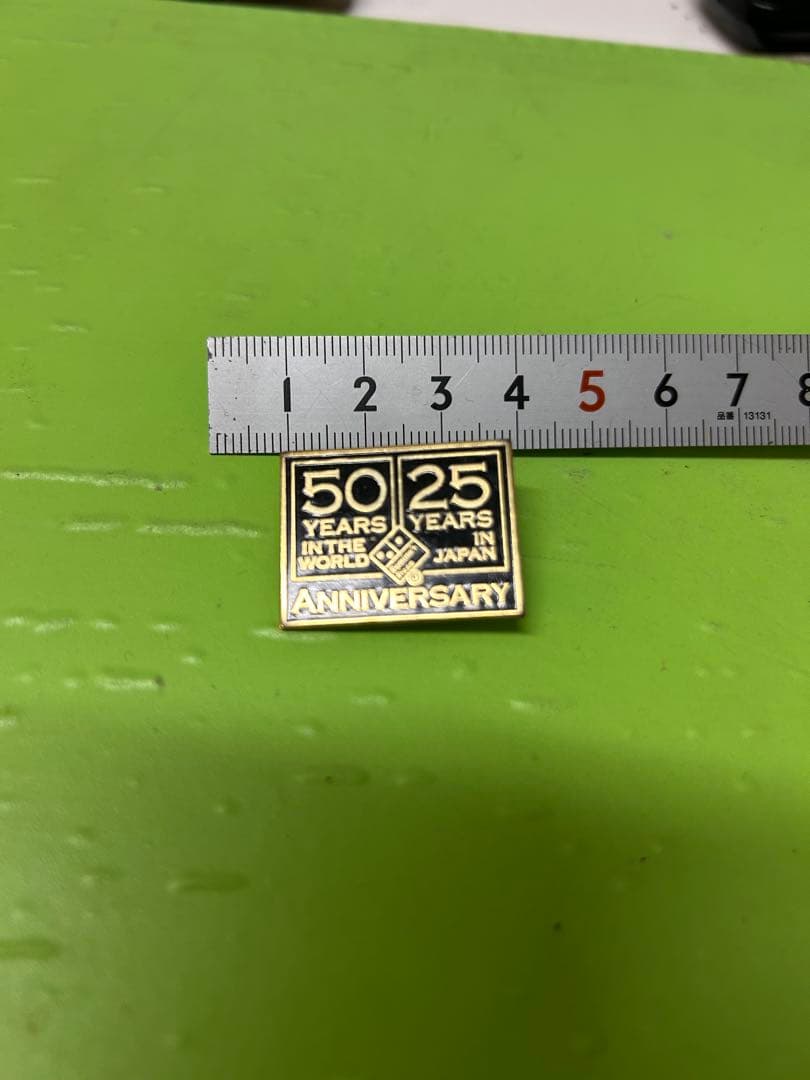 1 2 3 4 5 6 7 8
品番 13131
50 25
YEARS YEARS
IN THE IN
WORLD JAPAN
ANNIVERSARY